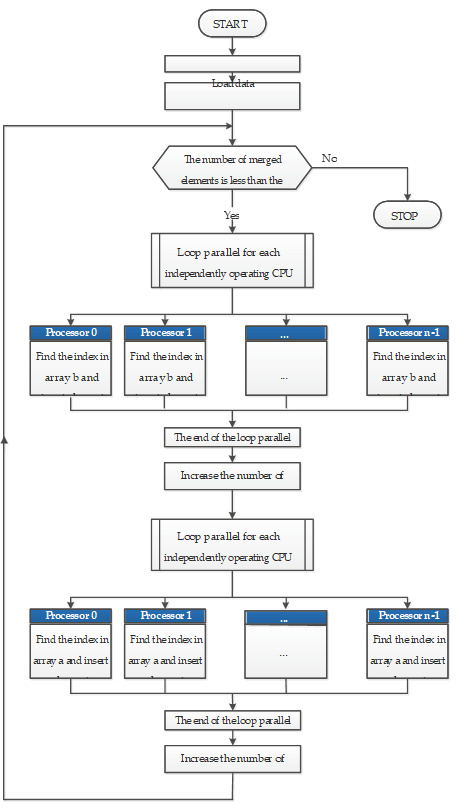 START
Load data
The number of merged
elements is less than the
No
STOP
Yes
Loop parallel for each
independently operating CPU
Processor 0
Processor 1
...
Processor n-1
Find the index in
array b and
Find the index in
array b and
...
Find the index in
array b and
The end of the loop parallel
Increase the number of
Loop parallel for each
independently operating CPU
Processor 0
Processor 1
...
Processor n-1
Find the index in
array a and insert
Find the index in
array a and insert
...
Find the index in
array a and insert
The end of the loop parallel
Increase the number of